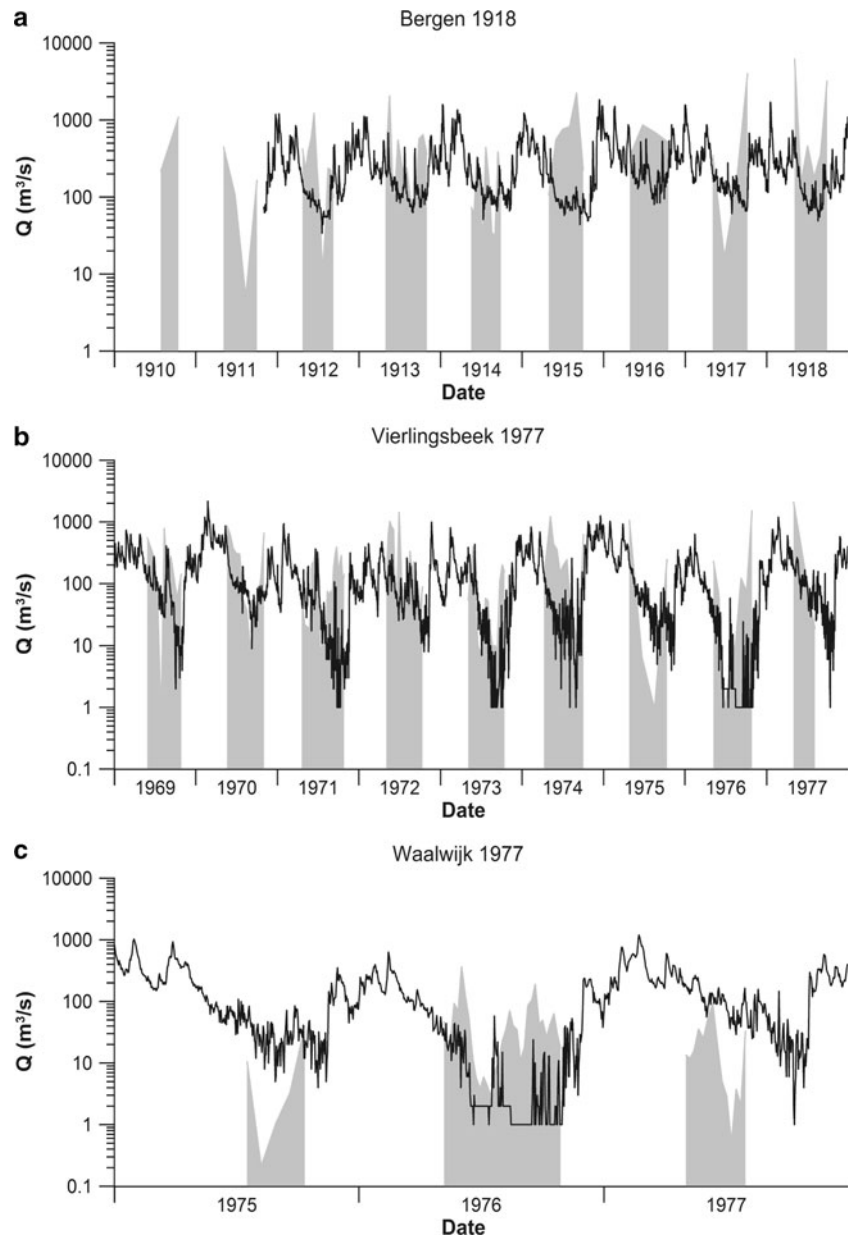 a
Bergen 1918
10000
1000
100
10
1
Q (m³/s)
1910 1911 1912 1913 1914 1915 1916 1917 1918
Date
b
Vierlingsbeek 1977
10000
1000
100
10
1
0.1
Q (m³/s)
1969 1970 1971 1972 1973 1974 1975 1976 1977
Date
c
Waalwijk 1977
10000
1000
100
10
1
0.1
Q (m³/s)
1975 1976 1977
Date